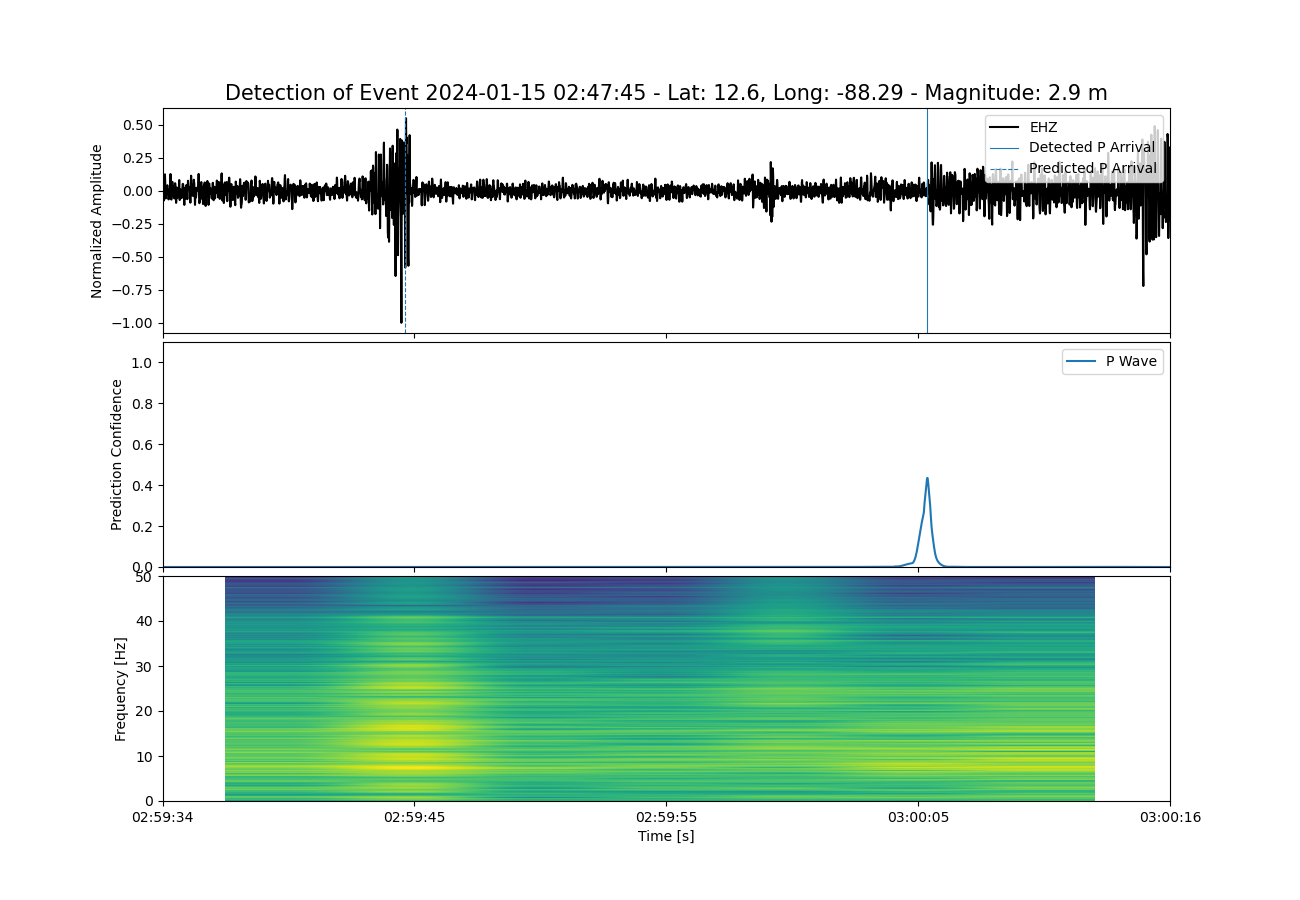 Detection of Event 2024-01-15 02:47:45 - Lat: 12.6, Long: -88.29 - Magnitude: 2.9 m
Normalized Amplitude
0.50
0.25
0.00
−0.25
−0.50
−0.75
−1.00
EHZ
Detected P Arrival
Predicted P Arrival
Prediction Confidence
1.0
0.8
0.6
0.4
0.2
0.0
P Wave
Frequency [Hz]
50
40
30
20
10
0
02:59:34
02:59:45
02:59:55
03:00:05
03:00:16
Time [s]